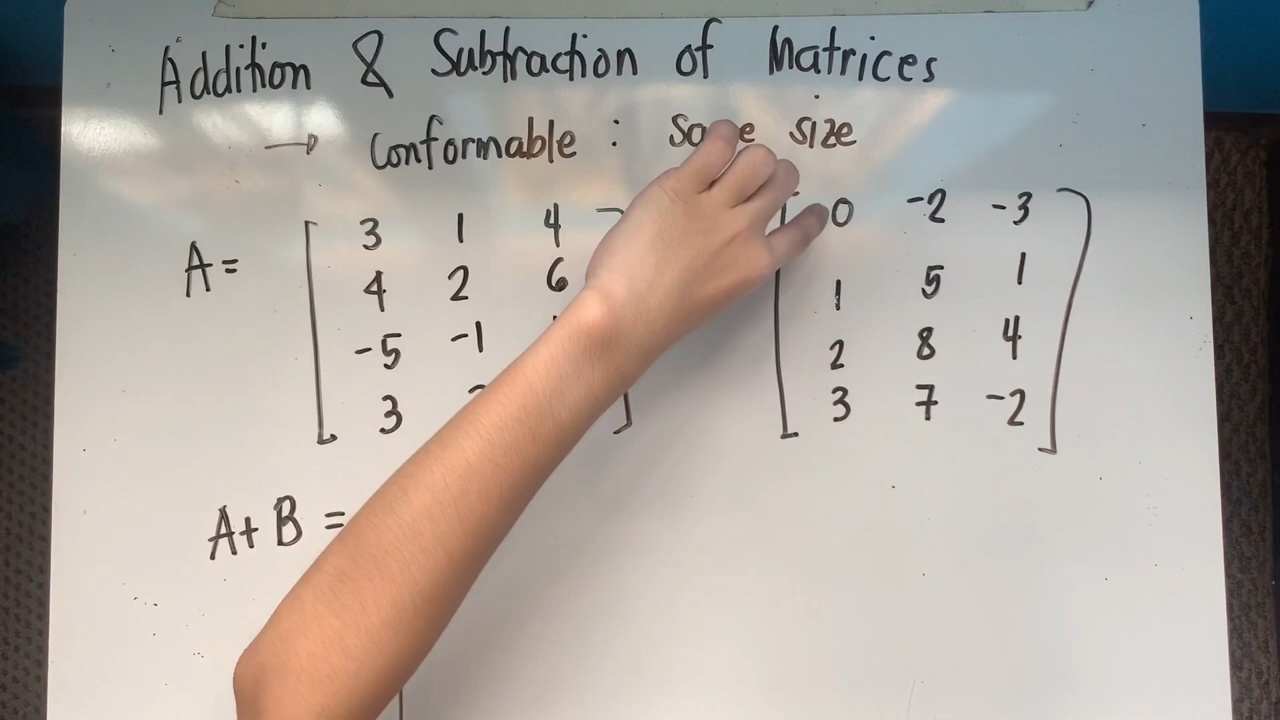 Addition & Subtraction of Matrices
→ Conformable : size
A= [ 3 1 4 ] [ 0 -2 -3 ]
4 2 6 1 5 1
-5 -1 2 8 4
3 3 7 -2
A+B =